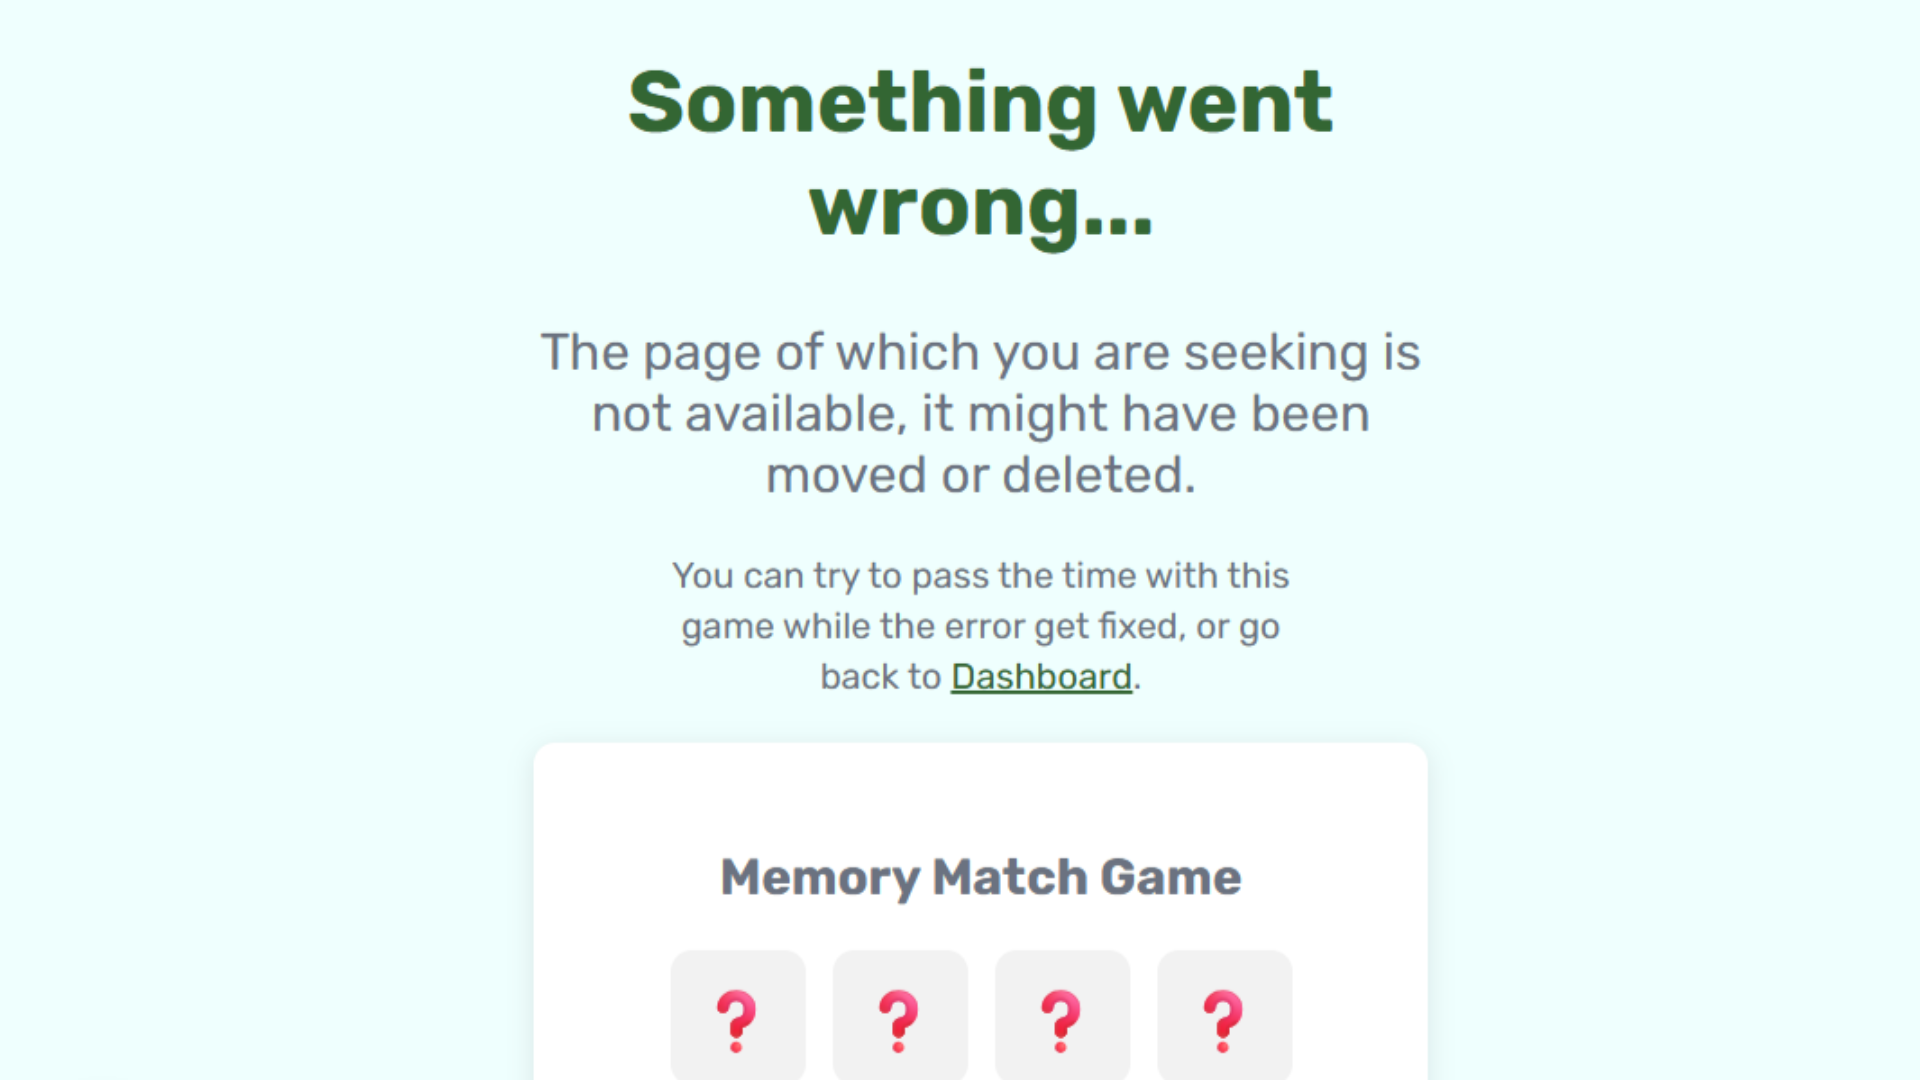 Something went
wrong...
The page of which you are seeking is
not available, it might have been
moved or deleted.
You can try to pass the time with this
game while the error get fixed, or go
back to Dashboard.
Memory Match Game
❓ ❓ ❓ ❓